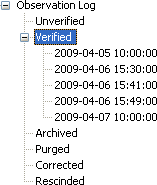 Observation Log
Unverified
Verified
2009-04-05 10:00:00
2009-04-06 15:30:00
2009-04-06 15:41:00
2009-04-06 15:49:00
2009-04-07 10:00:00
Archived
Purged
Corrected
Rescinded